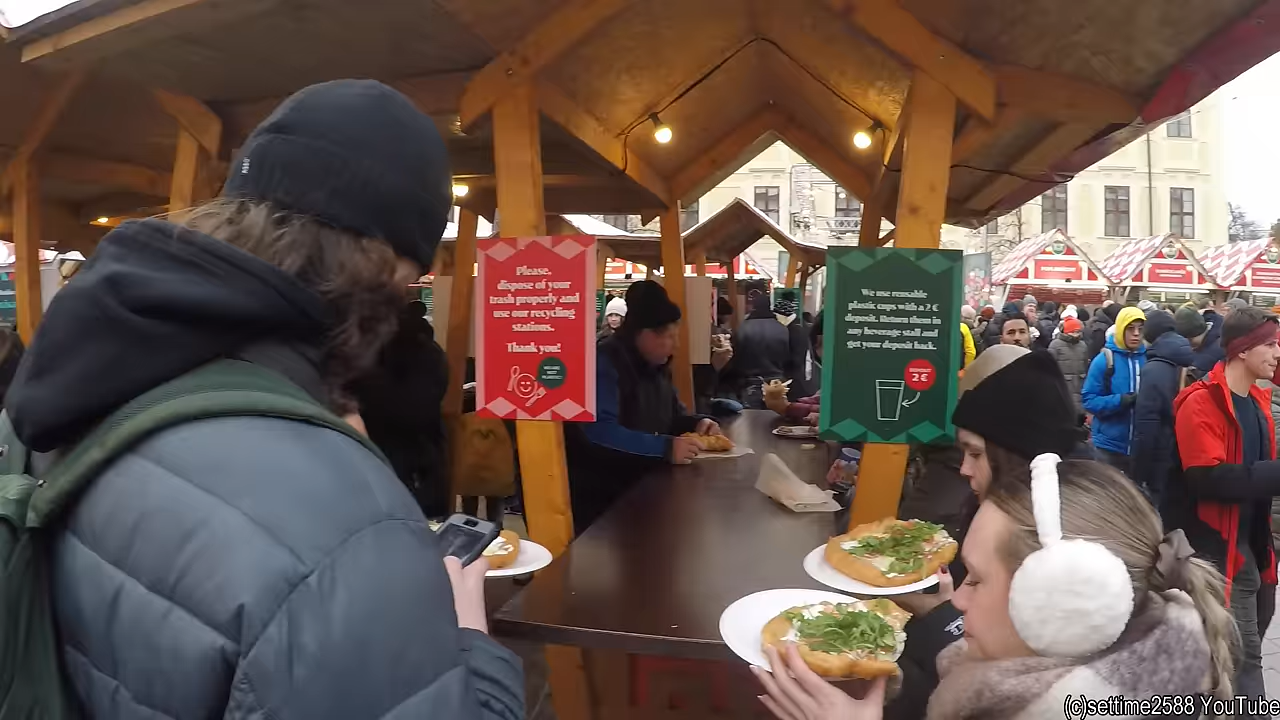 Please,
dispose of your
trash properly and
use our recycling
stations.
Thank you!
We use reusable
plastic cups with a 2 €
deposit. Return them in
any beverage stall and
get your deposit back.
DEPOSIT
2€
(c)settime2588 YouTube